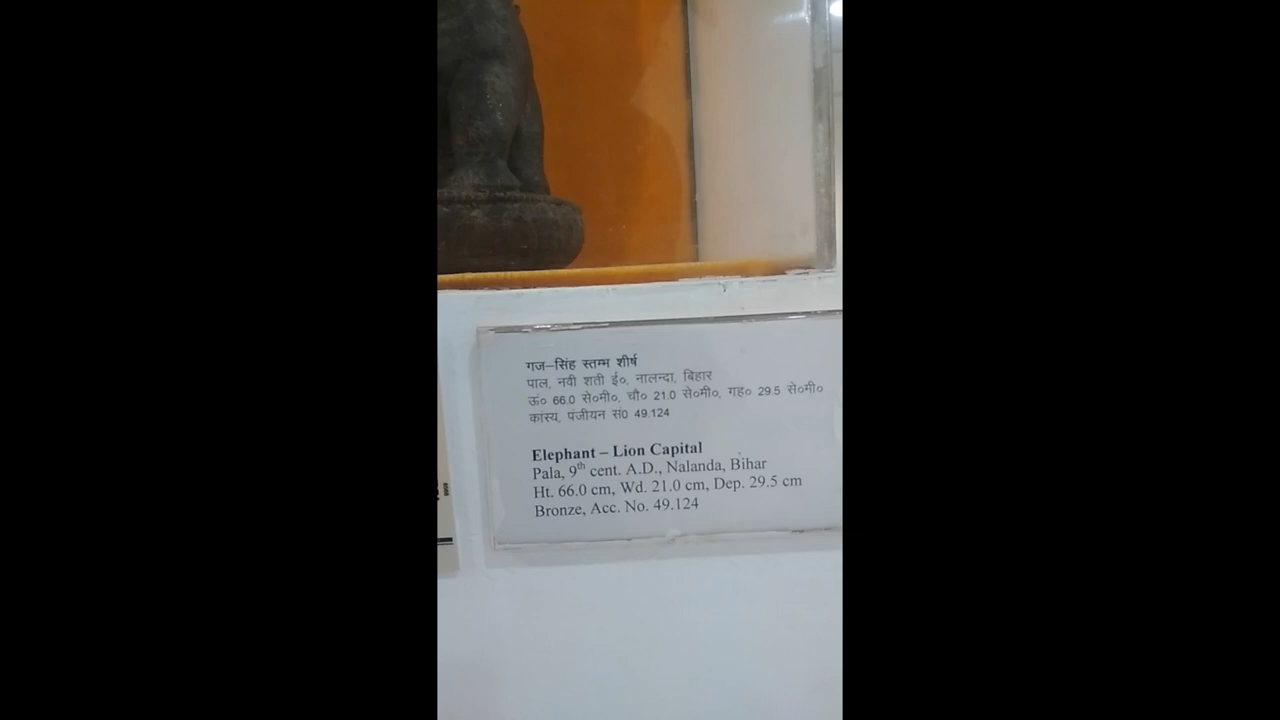 गज–सिंह स्तम्भ शीर्ष
पाल, नवी शती ई०, नालन्दा, बिहार
ऊं० 66.0 से०मी०, चौ० 21.0 से०मी०, गह० 29.5 से०मी०
कांस्य, पंजीयन सं0 49.124
Elephant – Lion Capital
Pala, 9th cent. A.D., Nalanda, Bihar
Ht. 66.0 cm, Wd. 21.0 cm, Dep. 29.5 cm
Bronze, Acc. No. 49.124